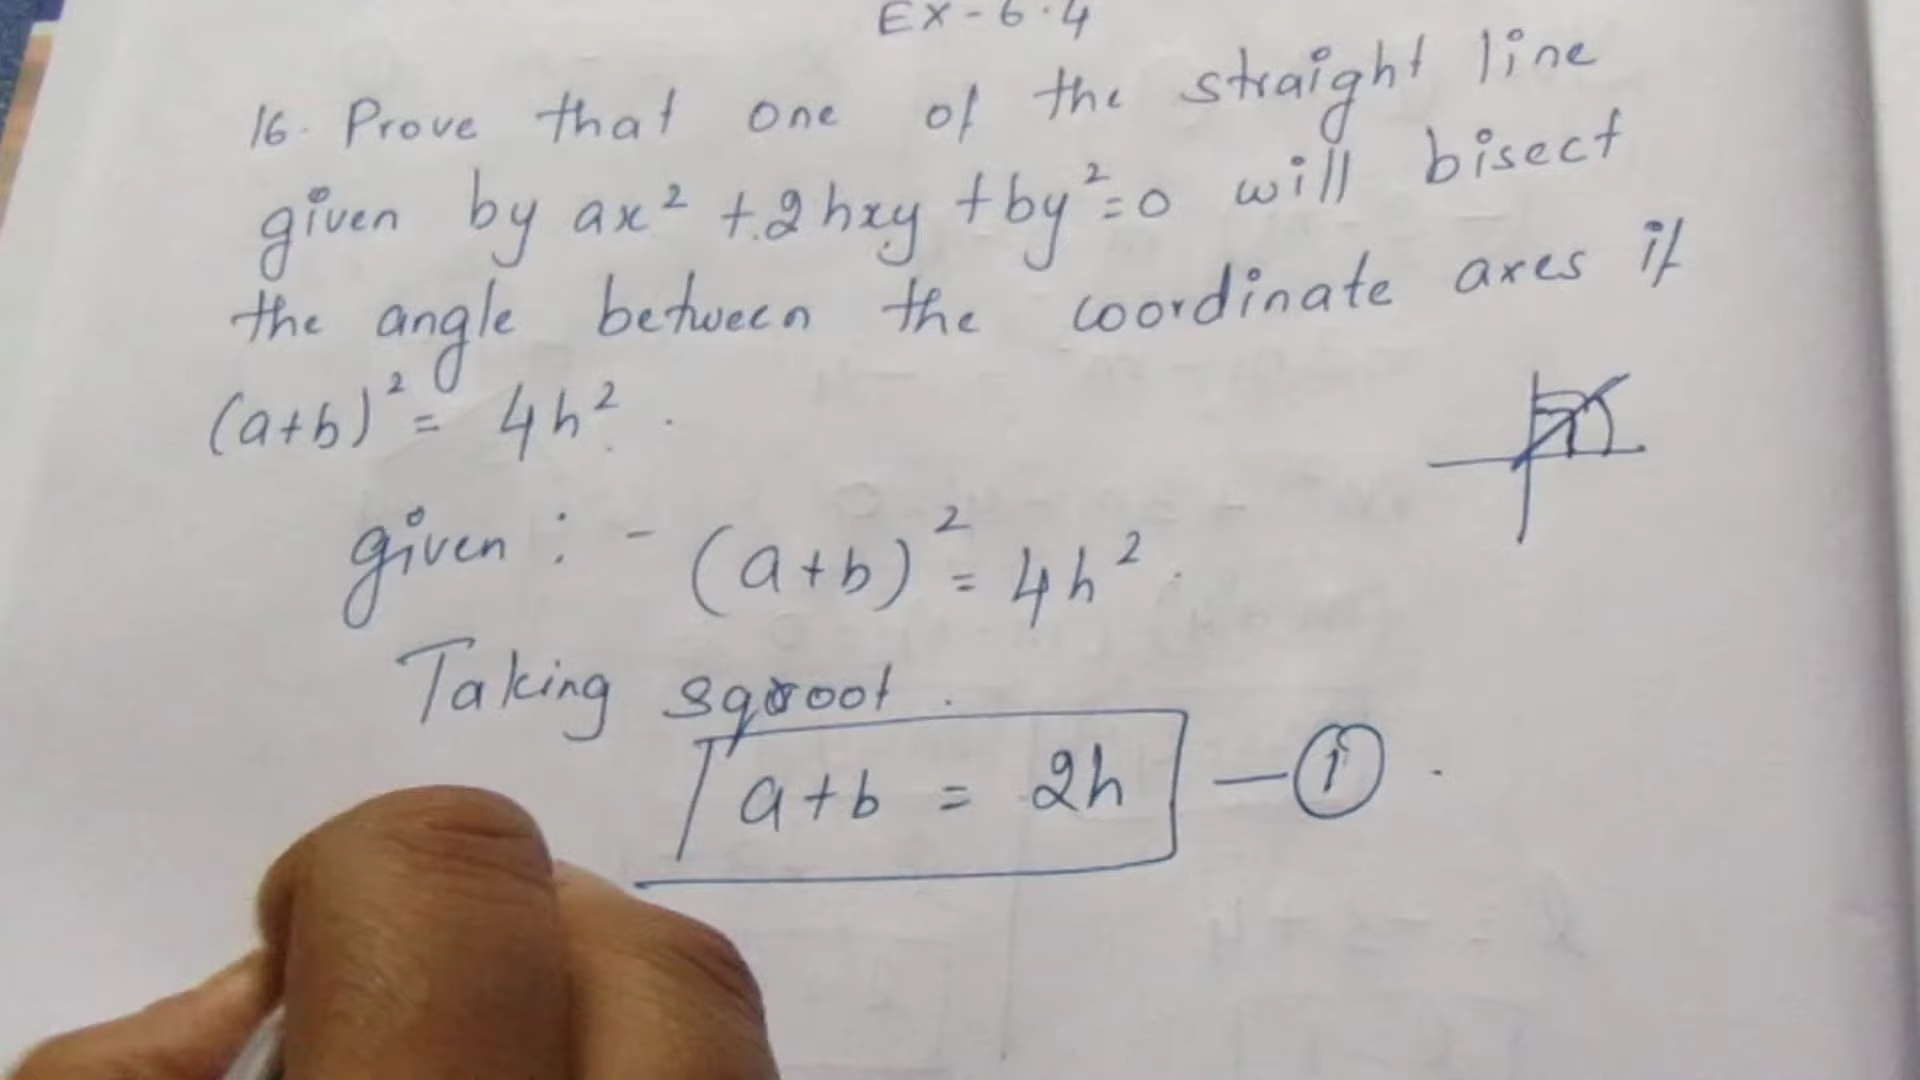 Ex-6.4
16. Prove that one of the straight line
given by ax² + 2hxy + by² = 0 will bisect
the angle between the coordinate axes if
(a+b)² = 4h².
given :- (a+b)² = 4h².
Taking sqroot.
a+b = 2h — ①.